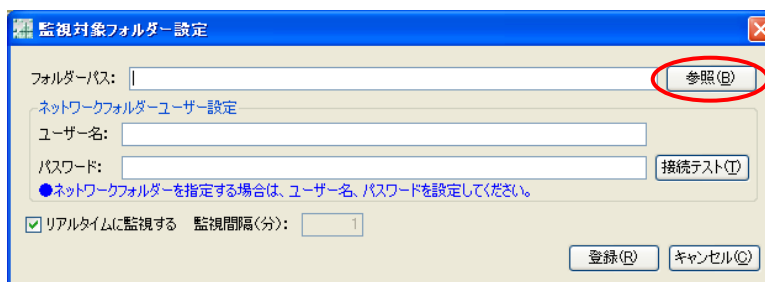 監視対象フォルダー設定
フォルダーパス: 参照(B)
ネットワークフォルダーユーザー設定
ユーザー名:
パスワード: 接続テスト(T)
●ネットワークフォルダーを指定する場合は、ユーザー名、パスワードを設定してください。
リアルタイムに監視する 監視間隔(分): 1
登録(R) キャンセル(C)